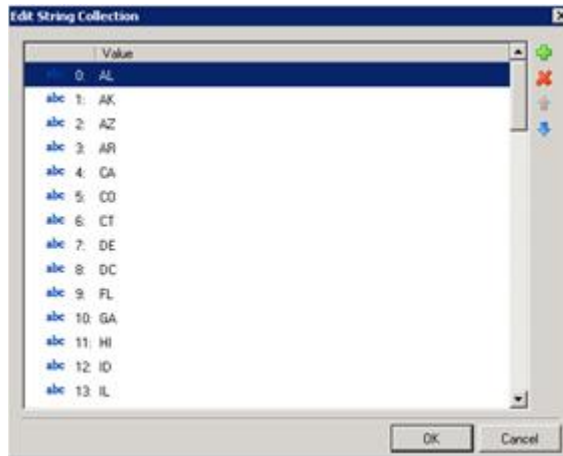 Edit String Collection
Value
0: AL
abc 1: AK
abc 2: AZ
abc 3: AR
abc 4: CA
abc 5: CO
abc 6: CT
abc 7: DE
abc 8: DC
abc 9: FL
abc 10: GA
abc 11: HI
abc 12: ID
abc 13: IL
OK Cancel